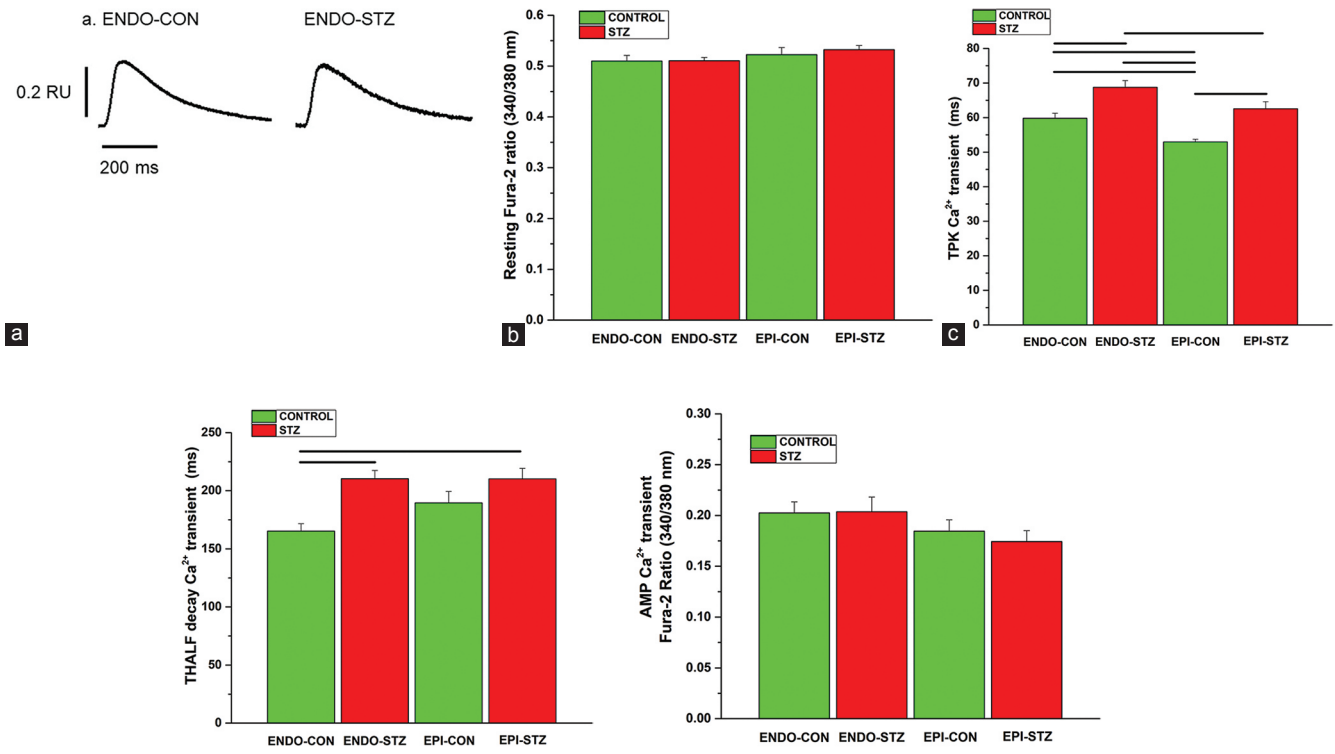 a. ENDO-CON
ENDO-STZ
0.2 RU
200 ms
a
CONTROL
STZ
Resting Fura-2 ratio (340/380 nm)
0.6
0.5
0.4
0.3
0.2
0.1
0.0
ENDO-CON ENDO-STZ EPI-CON EPI-STZ
b
CONTROL
STZ
TPK Ca²⁺ transient (ms)
80
70
60
50
40
30
20
10
0
ENDO-CON ENDO-STZ EPI-CON EPI-STZ
c
CONTROL
STZ
THALF decay Ca²⁺ transient (ms)
250
200
150
100
50
0
ENDO-CON ENDO-STZ EPI-CON EPI-STZ
CONTROL
STZ
AMP Ca²⁺ transient
Fura-2 Ratio (340/380 nm)
0.30
0.25
0.20
0.15
0.10
0.05
0.00
ENDO-CON ENDO-STZ EPI-CON EPI-STZ